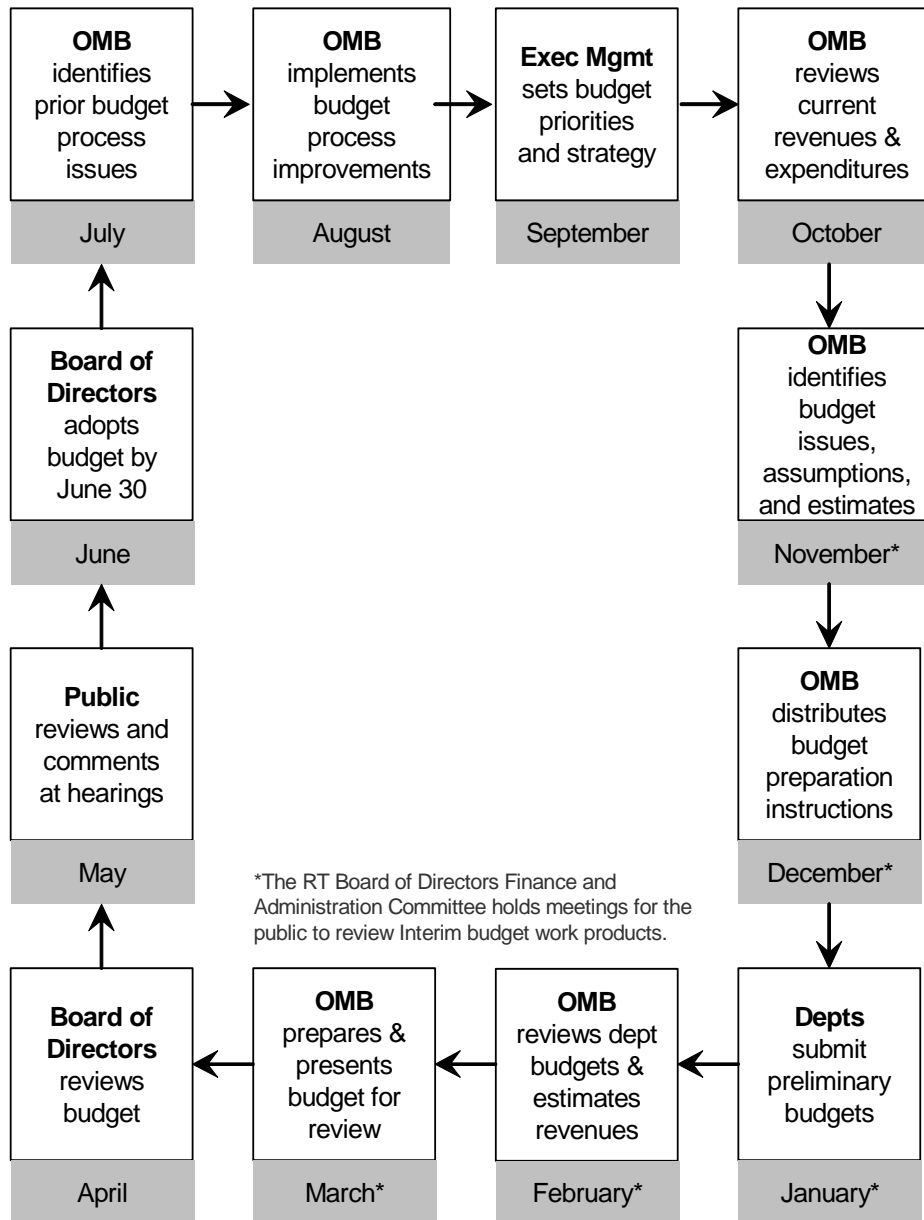 OMB
identifies
prior budget
process
issues
July
OMB
implements
budget
process
improvements
August
Exec Mgmt
sets budget
priorities
and strategy
September
OMB
reviews
current
revenues &
expenditures
October
OMB
identifies
budget
issues,
assumptions,
and estimates
November*
OMB
distributes
budget
preparation
instructions
December*
Depts
submit
preliminary
budgets
January*
OMB
reviews dept
budgets &
estimates
revenues
February*
OMB
prepares &
presents
budget for
review
March*
Board of
Directors
reviews
budget
April
Public
reviews and
comments
at hearings
May
Board of
Directors
adopts
budget by
June 30
June
*The RT Board of Directors Finance and
Administration Committee holds meetings for the
public to review Interim budget work products.